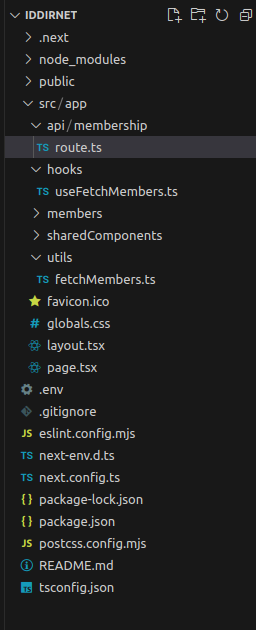 IDDIRNET
.next
node_modules
public
src/app
api/membership
TS route.ts
hooks
TS useFetchMembers.ts
members
sharedComponents
utils
TS fetchMembers.ts
favicon.ico
# globals.css
layout.tsx
page.tsx
.env
.gitignore
JS eslint.config.mjs
TS next-env.d.ts
TS next.config.ts
{} package-lock.json
{} package.json
JS postcss.config.mjs
README.md
TS tsconfig.json